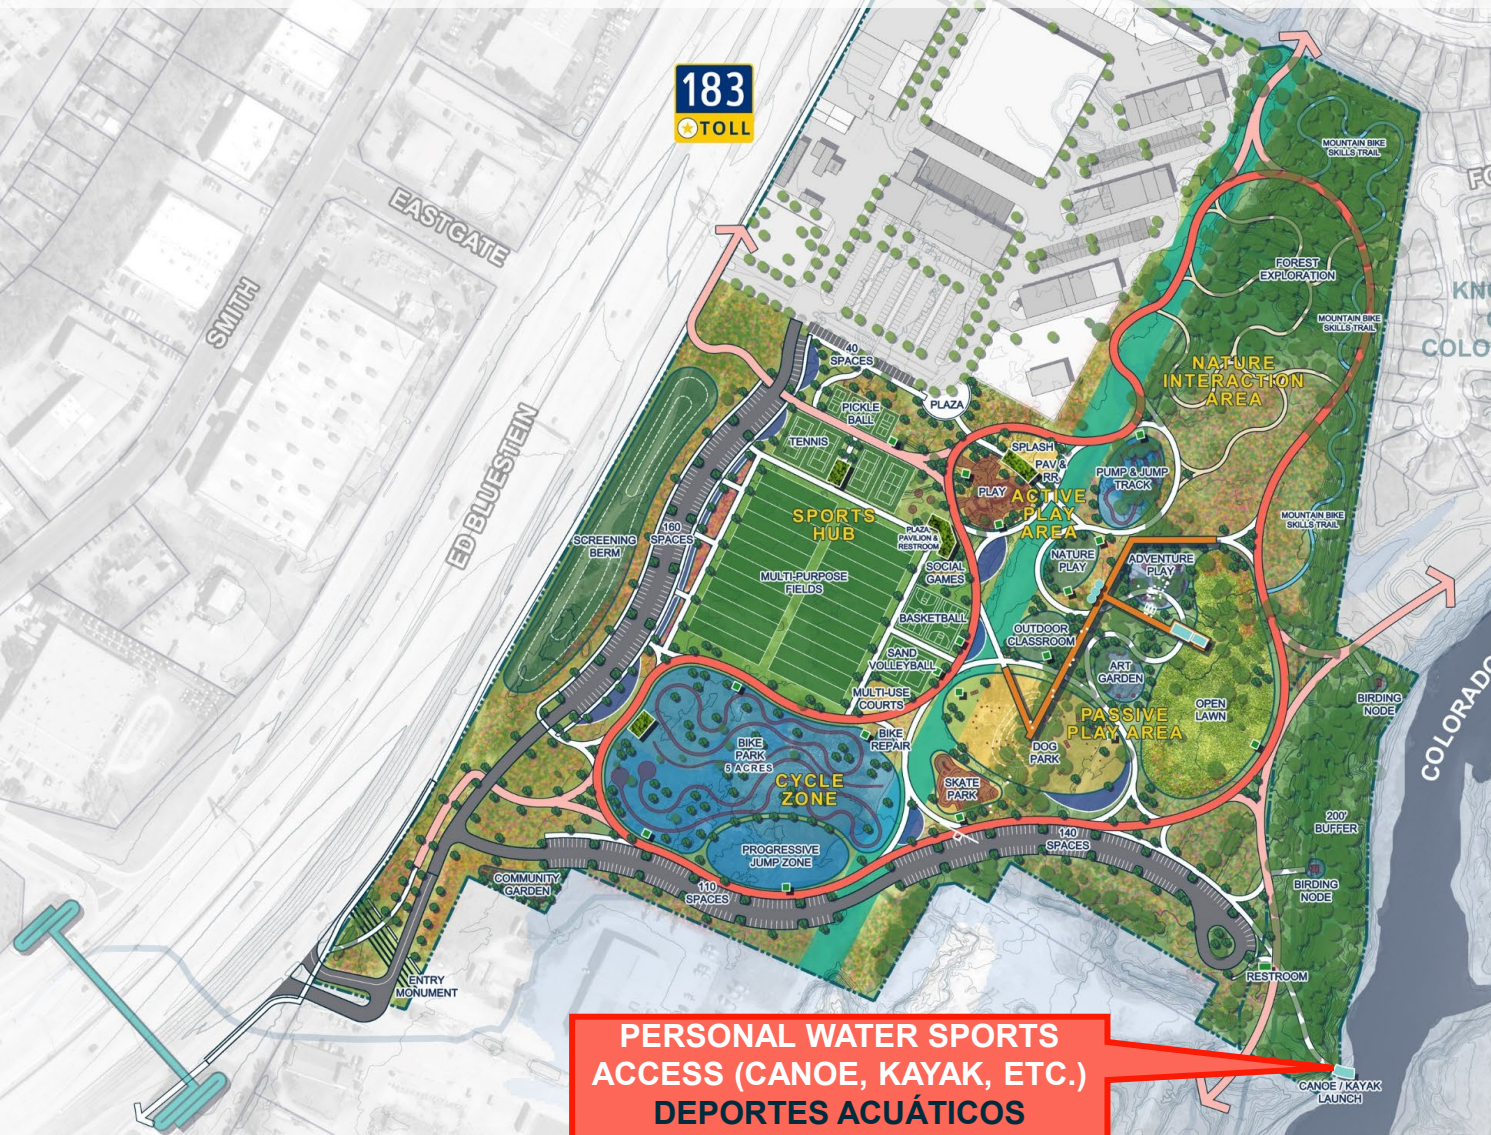 183
TOLL
EASTGATE
SMITH
ED BLUESTEIN
MOUNTAIN BIKE
SKILLS TRAIL
FOREST
EXPLORATION
MOUNTAIN BIKE
SKILLS TRAIL
NATURE
INTERACTION
AREA
40
SPACES
PICKLE
BALL
PLAZA
TENNIS
SPLASH
PAV &
RR
PLAY
ACTIVE
PLAY
AREA
PUMP & JUMP
TRACK
MOUNTAIN BIKE
SKILLS TRAIL
SPORTS
HUB
160
SPACES
SCREENING
BERM
PLAZA
PAVILION &
RESTROOM
SOCIAL
GAMES
NATURE
PLAY
ADVENTURE
PLAY
MULTI-PURPOSE
FIELDS
BASKETBALL
OUTDOOR
CLASSROOM
SAND
VOLLEYBALL
ART
GARDEN
MULTI-USE
COURTS
OPEN
LAWN
BIRDING
NODE
PASSIVE
PLAY AREA
BIKE
REPAIR
DOG
PARK
BIKE
PARK
5 ACRES
CYCLE
ZONE
SKATE
PARK
COLORADO
200'
BUFFER
140
SPACES
PROGRESSIVE
JUMP ZONE
COMMUNITY
GARDEN
110
SPACES
BIRDING
NODE
RESTROOM
ENTRY
MONUMENT
PERSONAL WATER SPORTS
ACCESS (CANOE, KAYAK, ETC.)
DEPORTES ACUÁTICOS
CANOE / KAYAK
LAUNCH